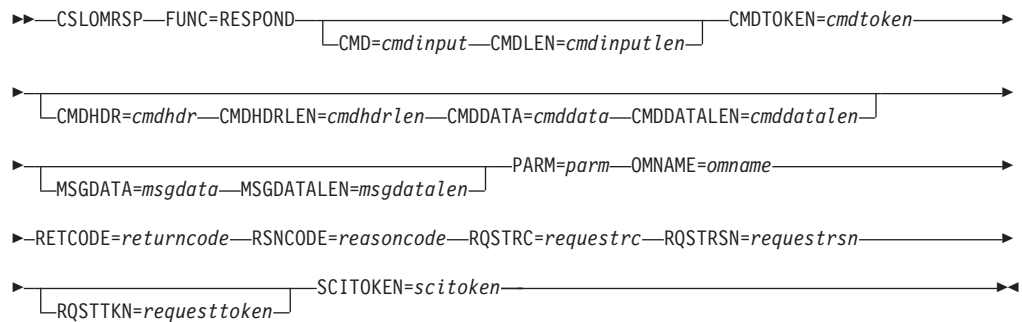 CSLOMRSP FUNC=RESPOND CMDTOKEN=cmdtoken
CMD=cmdinput CMDLEN=cmdinputlen
CMDHDR=cmdhdr CMDHDRLEN=cmdhdrlen CMDDATA=cmddata CMDDATALEN=cmddatalen
PARM=parm OMNAME=omname
MSGDATA=msgdata MSGDATALEN=msgdatalen
RETCODE=returncode RSNCODE=reasoncode RQSTRC=requestrc RQSTRSN=requestrsn
SCITOKEN=scitoken
RQSTTKN=requesttoken